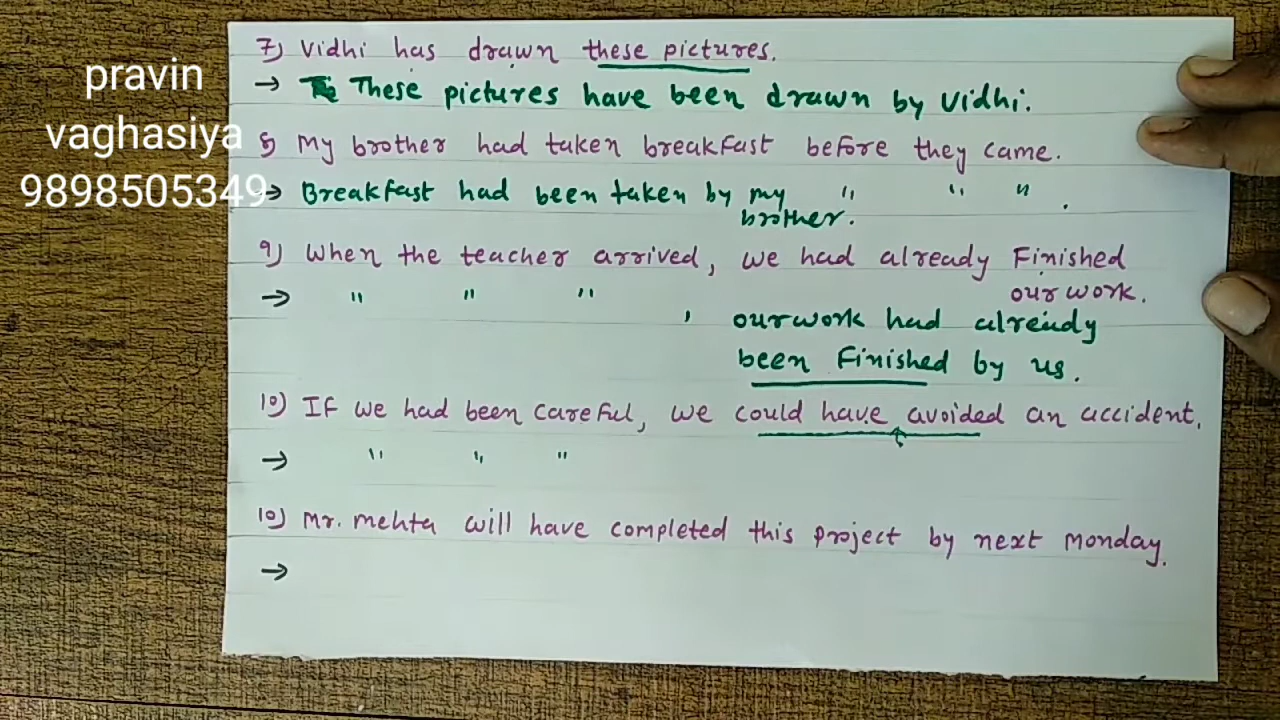 pravin
vaghasiya
9898505349
7) Vidhi has drawn these pictures.
→ These pictures have been drawn by Vidhi.
8) My brother had taken breakfast before they came.
→ Breakfast had been taken by my " " " .
brother.
9) When the teacher arrived, we had already Finished
our work.
→ " " "
, our work had already
been Finished by us.
10) IF we had been careful, we could have avoided an accident.
→ " " "
10) Mr. mehta will have completed this project by next monday.
→